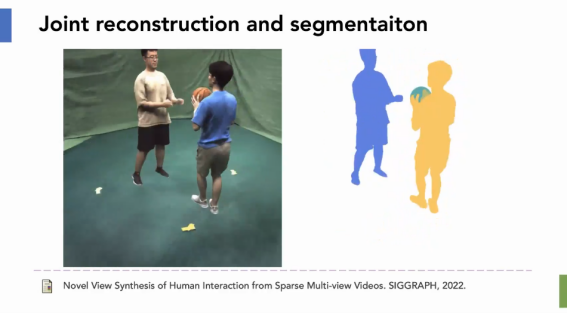 Joint reconstruction and segmentaiton
Novel View Synthesis of Human Interaction from Sparse Multi-view Videos. SIGGRAPH, 2022.